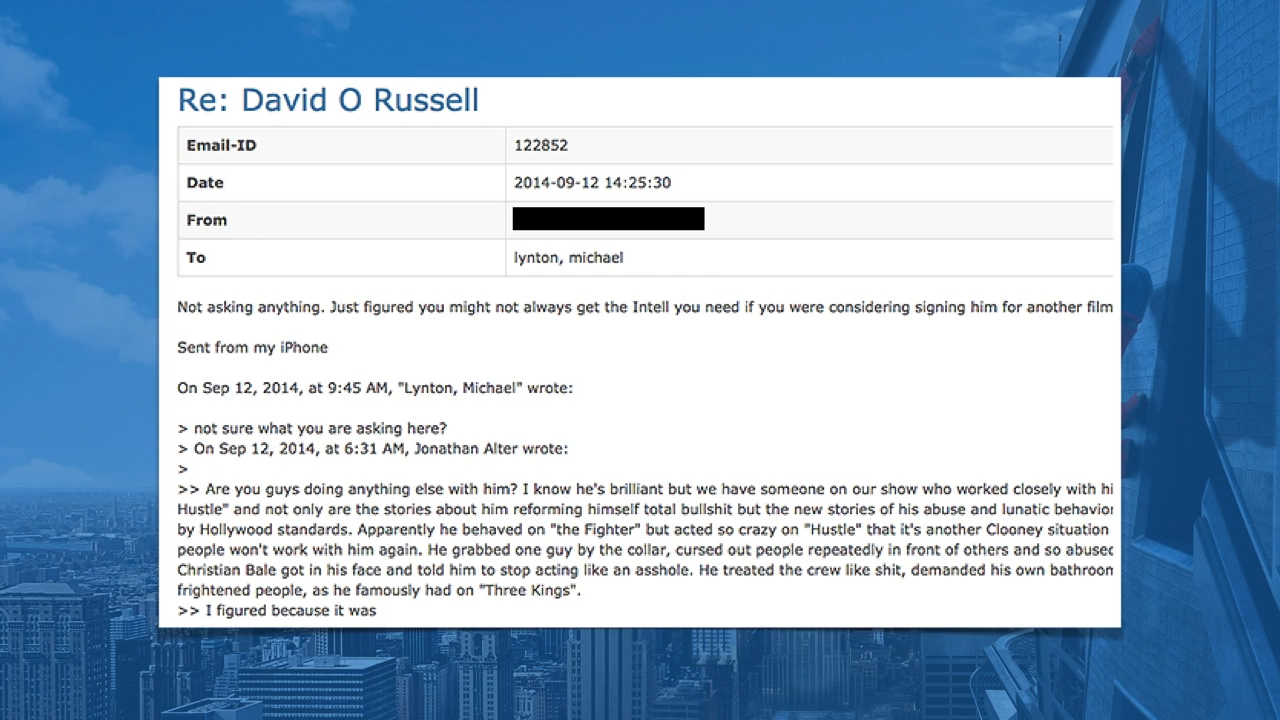 Re: David O Russell
Email-ID 122852
Date 2014-09-12 14:25:30
From
To lynton, michael
Not asking anything. Just figured you might not always get the Intell you need if you were considering signing him for another film
Sent from my iPhone
On Sep 12, 2014, at 9:45 AM, "Lynton, Michael" wrote:
> not sure what you are asking here?
> On Sep 12, 2014, at 6:31 AM, Jonathan Alter wrote:
>
>> Are you guys doing anything else with him? I know he's brilliant but we have someone on our show who worked closely with hi
Hustle" and not only are the stories about him reforming himself total bullshit but the new stories of his abuse and lunatic behavior
by Hollywood standards. Apparently he behaved on "the Fighter" but acted so crazy on "Hustle" that it's another Clooney situation
people won't work with him again. He grabbed one guy by the collar, cursed out people repeatedly in front of others and so abused
Christian Bale got in his face and told him to stop acting like an asshole. He treated the crew like shit, demanded his own bathroom
frightened people, as he famously had on "Three Kings".
>> I figured because it was